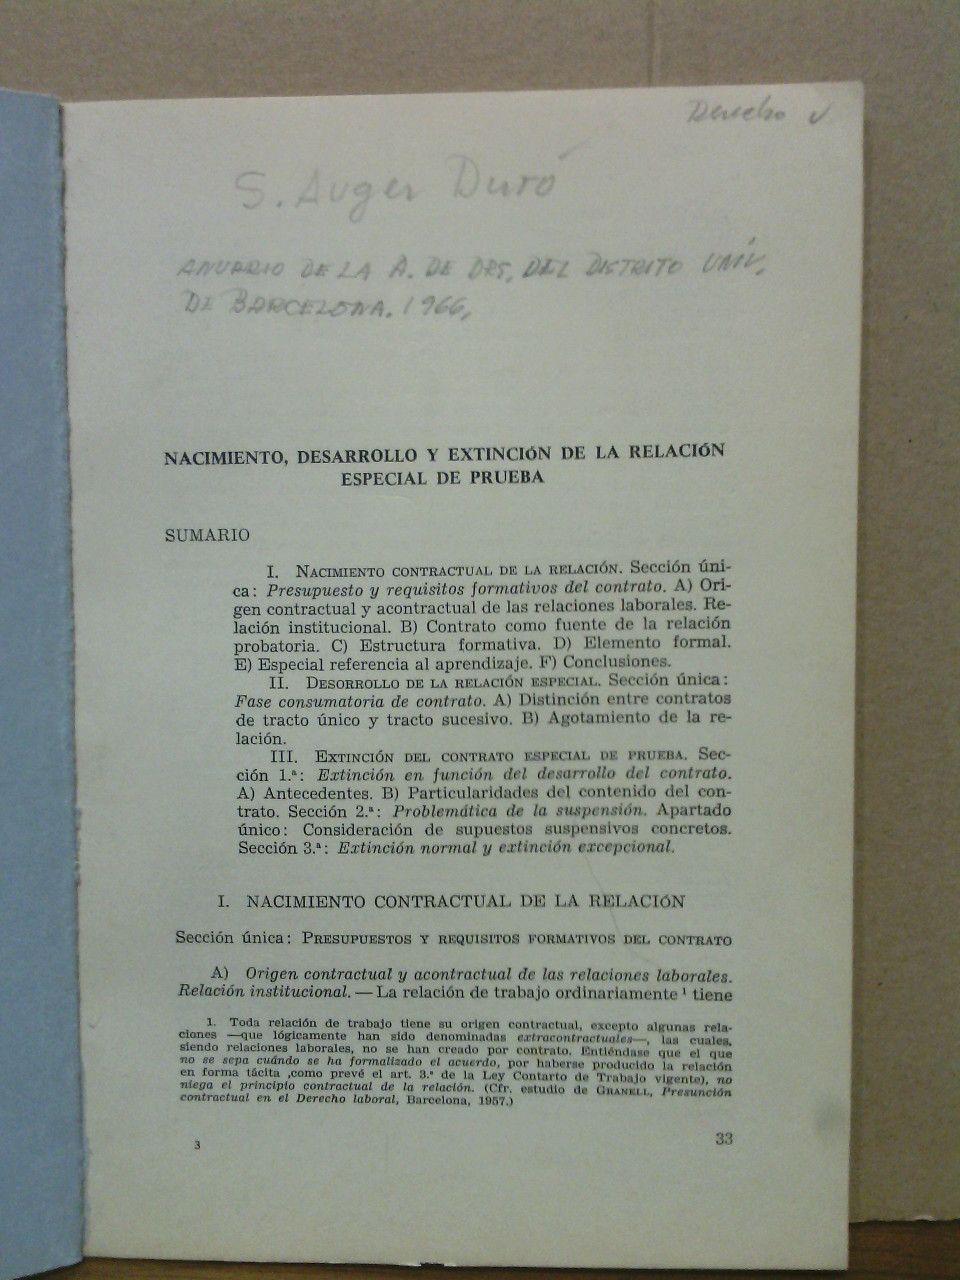 Derecho
S. Auger Duró
ANUARIO DE LA A. DE DRS. DEL DISTRITO UNIV.
DE BARCELONA. 1966,
NACIMIENTO, DESARROLLO Y EXTINCIÓN DE LA RELACIÓN
ESPECIAL DE PRUEBA
SUMARIO
I. NACIMIENTO CONTRACTUAL DE LA RELACIÓN. Sección úni-
ca: Presupuesto y requisitos formativos del contrato. A) Ori-
gen contractual y acontractual de las relaciones laborales. Re-
lación institucional. B) Contrato como fuente de la relación
probatoria. C) Estructura formativa. D) Elemento formal.
E) Especial referencia al aprendizaje. F) Conclusiones.
II. DESORROLLO DE LA RELACIÓN ESPECIAL. Sección única:
Fase consumatoria de contrato. A) Distinción entre contratos
de tracto único y tracto sucesivo. B) Agotamiento de la re-
lación.
III. EXTINCIÓN DEL CONTRATO ESPECIAL DE PRUEBA. Sec-
ción 1.ª: Extinción en función del desarrollo del contrato.
A) Antecedentes. B) Particularidades del contenido del con-
trato. Sección 2.ª: Problemática de la suspensión. Apartado
único: Consideración de supuestos suspensivos concretos.
Sección 3.ª: Extinción normal y extinción excepcional.
I. NACIMIENTO CONTRACTUAL DE LA RELACIÓN
Sección única: PRESUPUESTOS Y REQUISITOS FORMATIVOS DEL CONTRATO
A) Origen contractual y acontractual de las relaciones laborales.
Relación institucional. — La relación de trabajo ordinariamente ¹ tiene
1. Toda relación de trabajo tiene su origen contractual, excepto algunas rela-
ciones —que lógicamente han sido denominadas extracontractuales—, las cuales,
siendo relaciones laborales, no se han creado por contrato. Entiéndase que el que
no se sepa cuándo se ha formalizado el acuerdo, por haberse producido la relación
en forma tácita ,como prevé el art. 3.º de la Ley Contarto de Trabajo vigente), no
niega el principio contractual de la relación. (Cfr. estudio de GRANELL, Presunción
contractual en el Derecho laboral, Barcelona, 1957.)
3
33